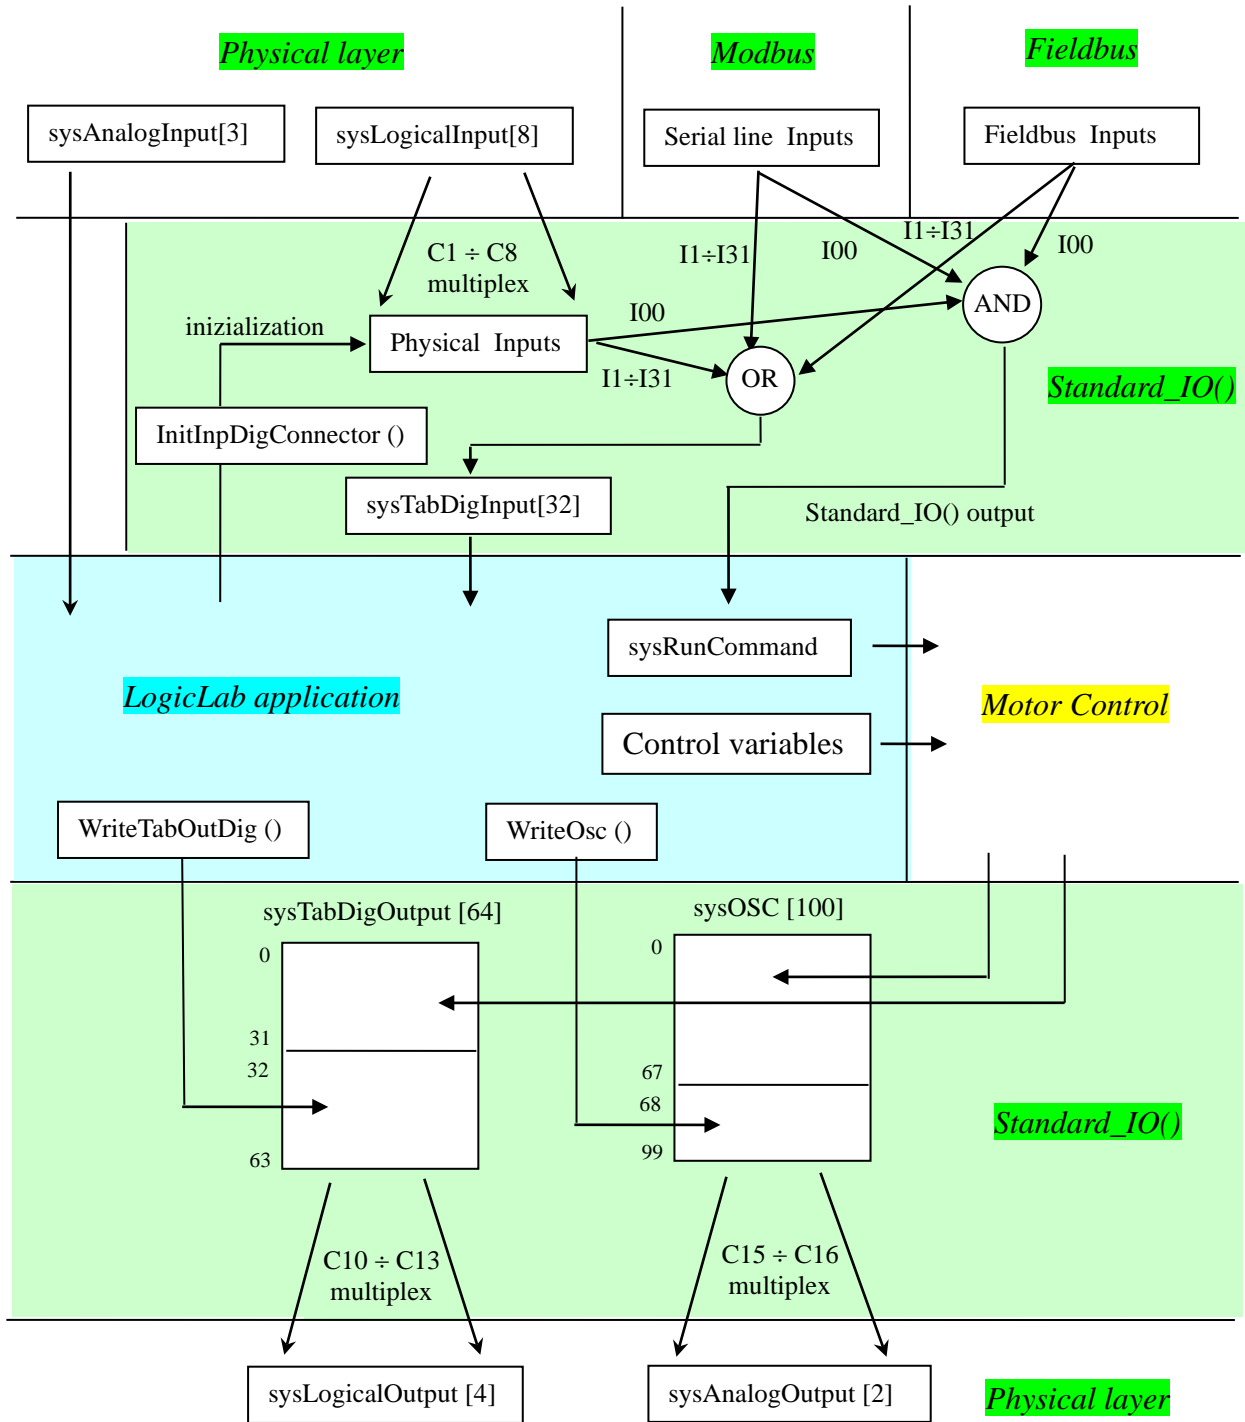 Physical layer
Modbus
Fieldbus
sysAnalogInput[3]
sysLogicalInput[8]
Serial line  Inputs
Fieldbus  Inputs
C1 ÷ C8
multiplex
I1÷I31
I00
I1÷I31
I00
inizialization
Physical  Inputs
I00
AND
I1÷I31
OR
Standard_IO()
InitInpDigConnector ()
sysTabDigInput[32]
Standard_IO() output
sysRunCommand
LogicLab application
Motor Control
Control variables
WriteTabOutDig ()
WriteOsc ()
sysTabDigOutput [64]
sysOSC [100]
0
0
31
32
67
68
63
99
Standard_IO()
C10 ÷ C13
multiplex
C15 ÷ C16
multiplex
sysLogicalOutput [4]
sysAnalogOutput [2]
Physical layer